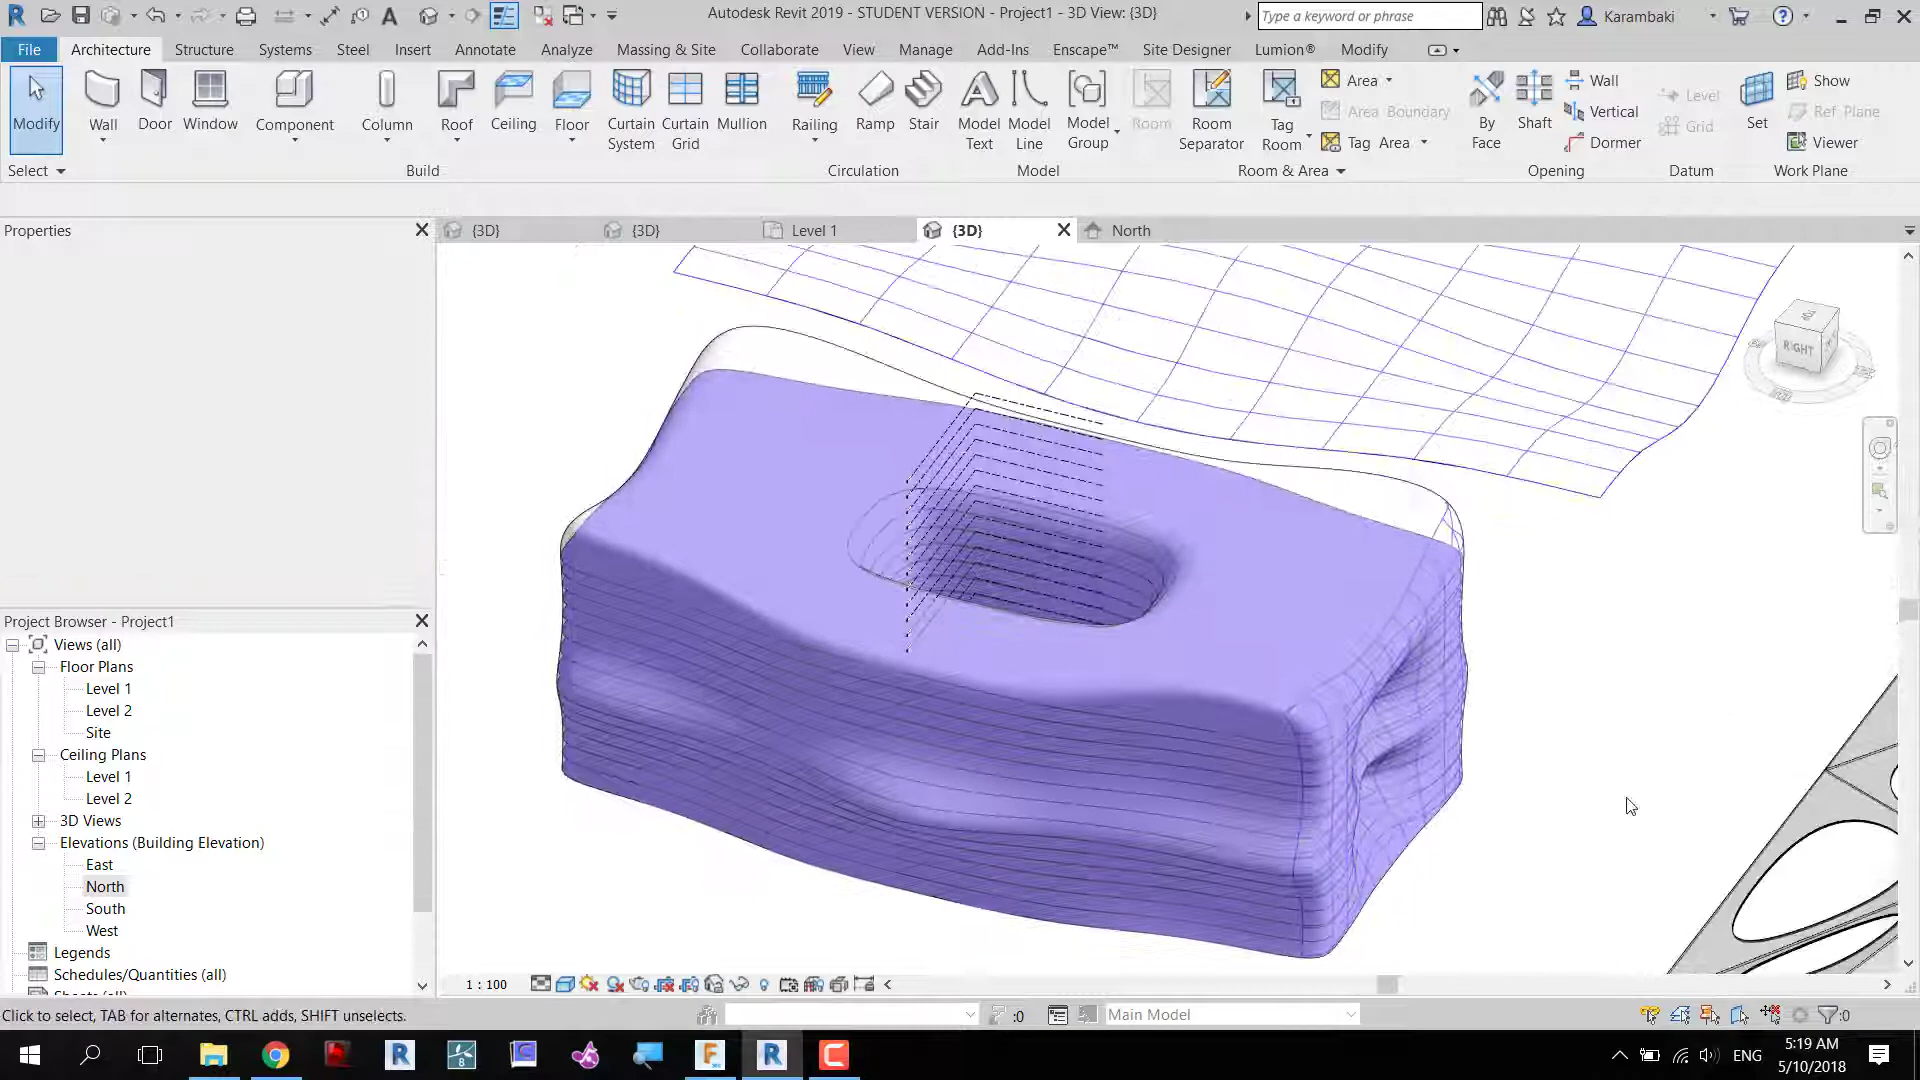 Autodesk Revit 2019 - STUDENT VERSION - Project1 - 3D View: {3D}
Type a keyword or phrase
Karambaki
File Architecture Structure Systems Steel Insert Annotate Analyze Massing & Site Collaborate View Manage Add-Ins Enscape™ Site Designer Lumion® Modify
Modify
Wall
Door
Window
Component
Column
Roof
Ceiling
Floor
Curtain System
Curtain Grid
Mullion
Railing
Ramp
Stair
Model Text
Model Line
Model Group
Room
Room Separator
Tag Room
Area
Area Boundary
Tag Area
By Face
Shaft
Wall
Vertical
Dormer
Level
Grid
Set
Show
Ref Plane
Viewer
Select Build Circulation Model Room & Area Opening Datum Work Plane
Properties
{3D} {3D} Level 1 {3D} North
RIGHT
Project Browser - Project1
Views (all)
Floor Plans
Level 1
Level 2
Site
Ceiling Plans
Level 1
Level 2
3D Views
Elevations (Building Elevation)
East
North
South
West
Legends
Schedules/Quantities (all)
1 : 100
Click to select, TAB for alternates, CTRL adds, SHIFT unselects.
:0
Main Model
:0
ENG
5:19 AM
5/10/2018